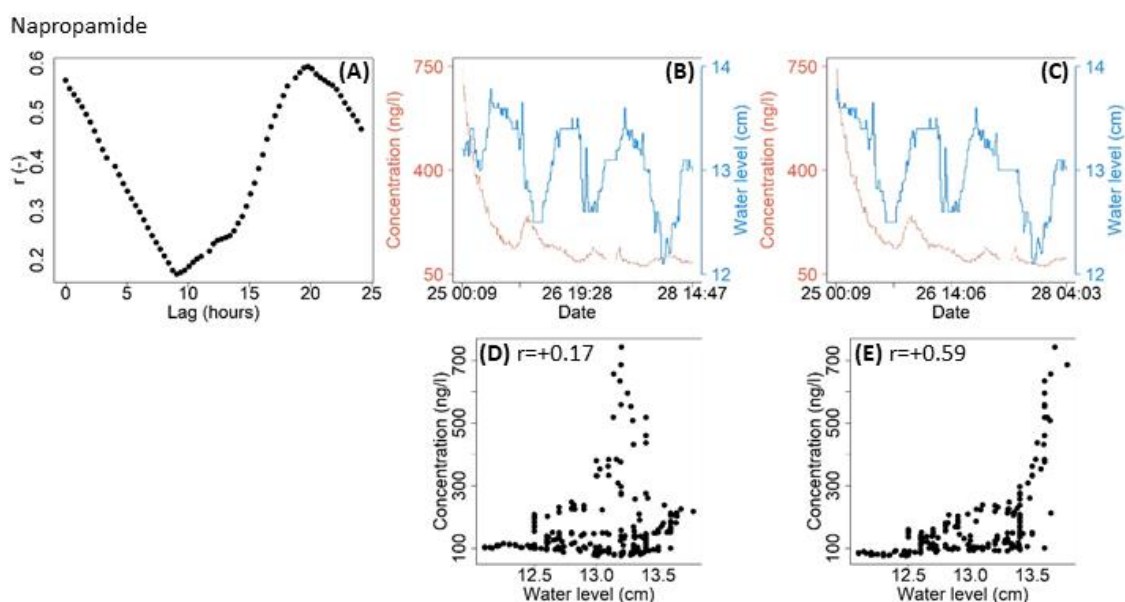 Napropamide
(A)
r (-)
0.6
0.5
0.4
0.3
0.2
0 5 10 15 20 25
Lag (hours)
(B)
Concentration (ng/l)
750
400
50
Water level (cm)
14
13
12
25 00:09 26 19:28 28 14:47
Date
(C)
Concentration (ng/l)
750
400
50
Water level (cm)
14
13
12
25 00:09 26 14:06 28 04:03
Date
(D) r=+0.17
Concentration (ng/l)
700
500
300
100
12.5 13.0 13.5
Water level (cm)
(E) r=+0.59
Concentration (ng/l)
700
500
300
100
12.5 13.0 13.5
Water level (cm)